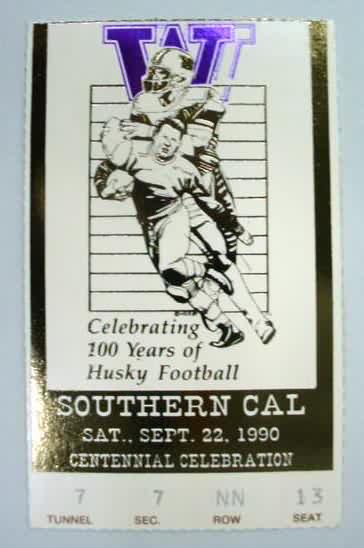 W
Celebrating
100 Years of
Husky Football
SOUTHERN CAL
SAT., SEPT. 22, 1990
CENTENNIAL CELEBRATION
7 7 NN 13
TUNNEL SEC. ROW SEAT